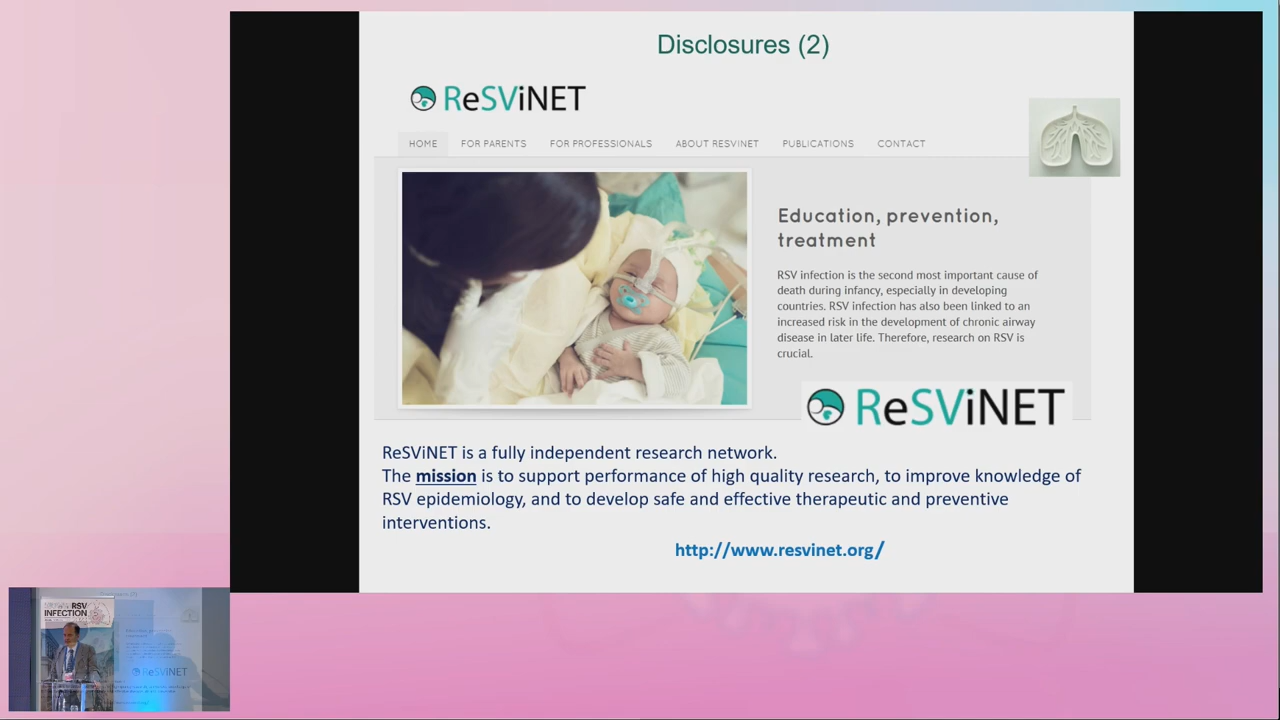 Disclosures (2)
ReSViNET
HOME FOR PARENTS FOR PROFESSIONALS ABOUT RESVINET PUBLICATIONS CONTACT
Education, prevention,
treatment
RSV infection is the second most important cause of
death during infancy, especially in developing
countries. RSV infection has also been linked to an
increased risk in the development of chronic airway
disease in later life. Therefore, research on RSV is
crucial.
ReSViNET
ReSViNET is a fully independent research network.
The mission is to support performance of high quality research, to improve knowledge of
RSV epidemiology, and to develop safe and effective therapeutic and preventive
interventions.
http://www.resvinet.org/
RSV
INFECTION
Disclosures (2)
ReSViNET